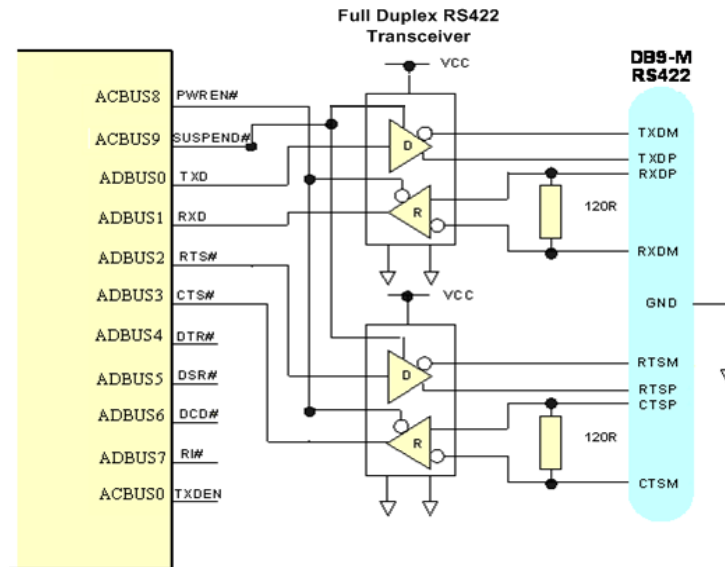 Full Duplex RS422
Transceiver
DB9-M
RS422
VCC
ACBUS8 PWREN#
ACBUS9 SUSPEND#
ADBUS0 TXD
ADBUS1 RXD
ADBUS2 RTS#
ADBUS3 CTS#
ADBUS4 DTR#
ADBUS5 DSR#
ADBUS6 DCD#
ADBUS7 RI#
ACBUS0 TXDEN
D
R
VCC
D
R
120R
120R
TXDM
TXDP
RXDP
RXDM
GND
RTSM
RTSP
CTSP
CTSM